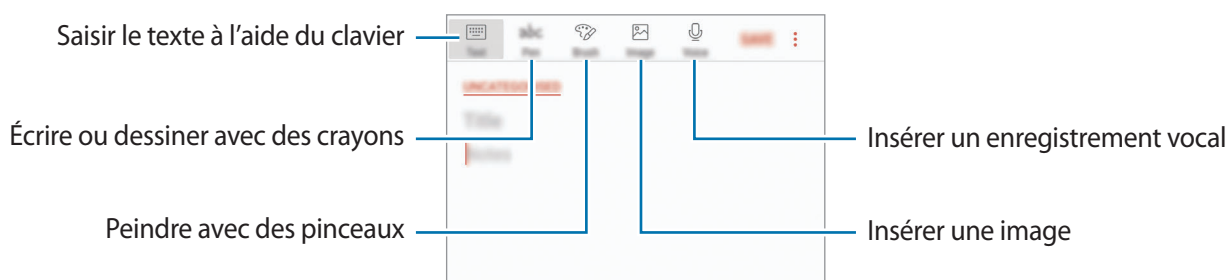 Saisir le texte à l'aide du clavier
Écrire ou dessiner avec des crayons
Peindre avec des pinceaux
Insérer un enregistrement vocal
Insérer une image
abc
Text
Pen
Brush
Image
Voice
SAVE
UNCATEGORISED
Title
Notes